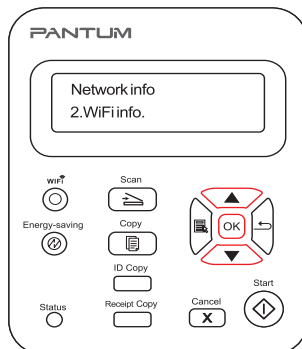 PANTUM
Network info
2.WiFi info.
WiFi
Scan
Energy-saving
Copy
OK
ID Copy
Start
Status
Receipt Copy
Cancel
X